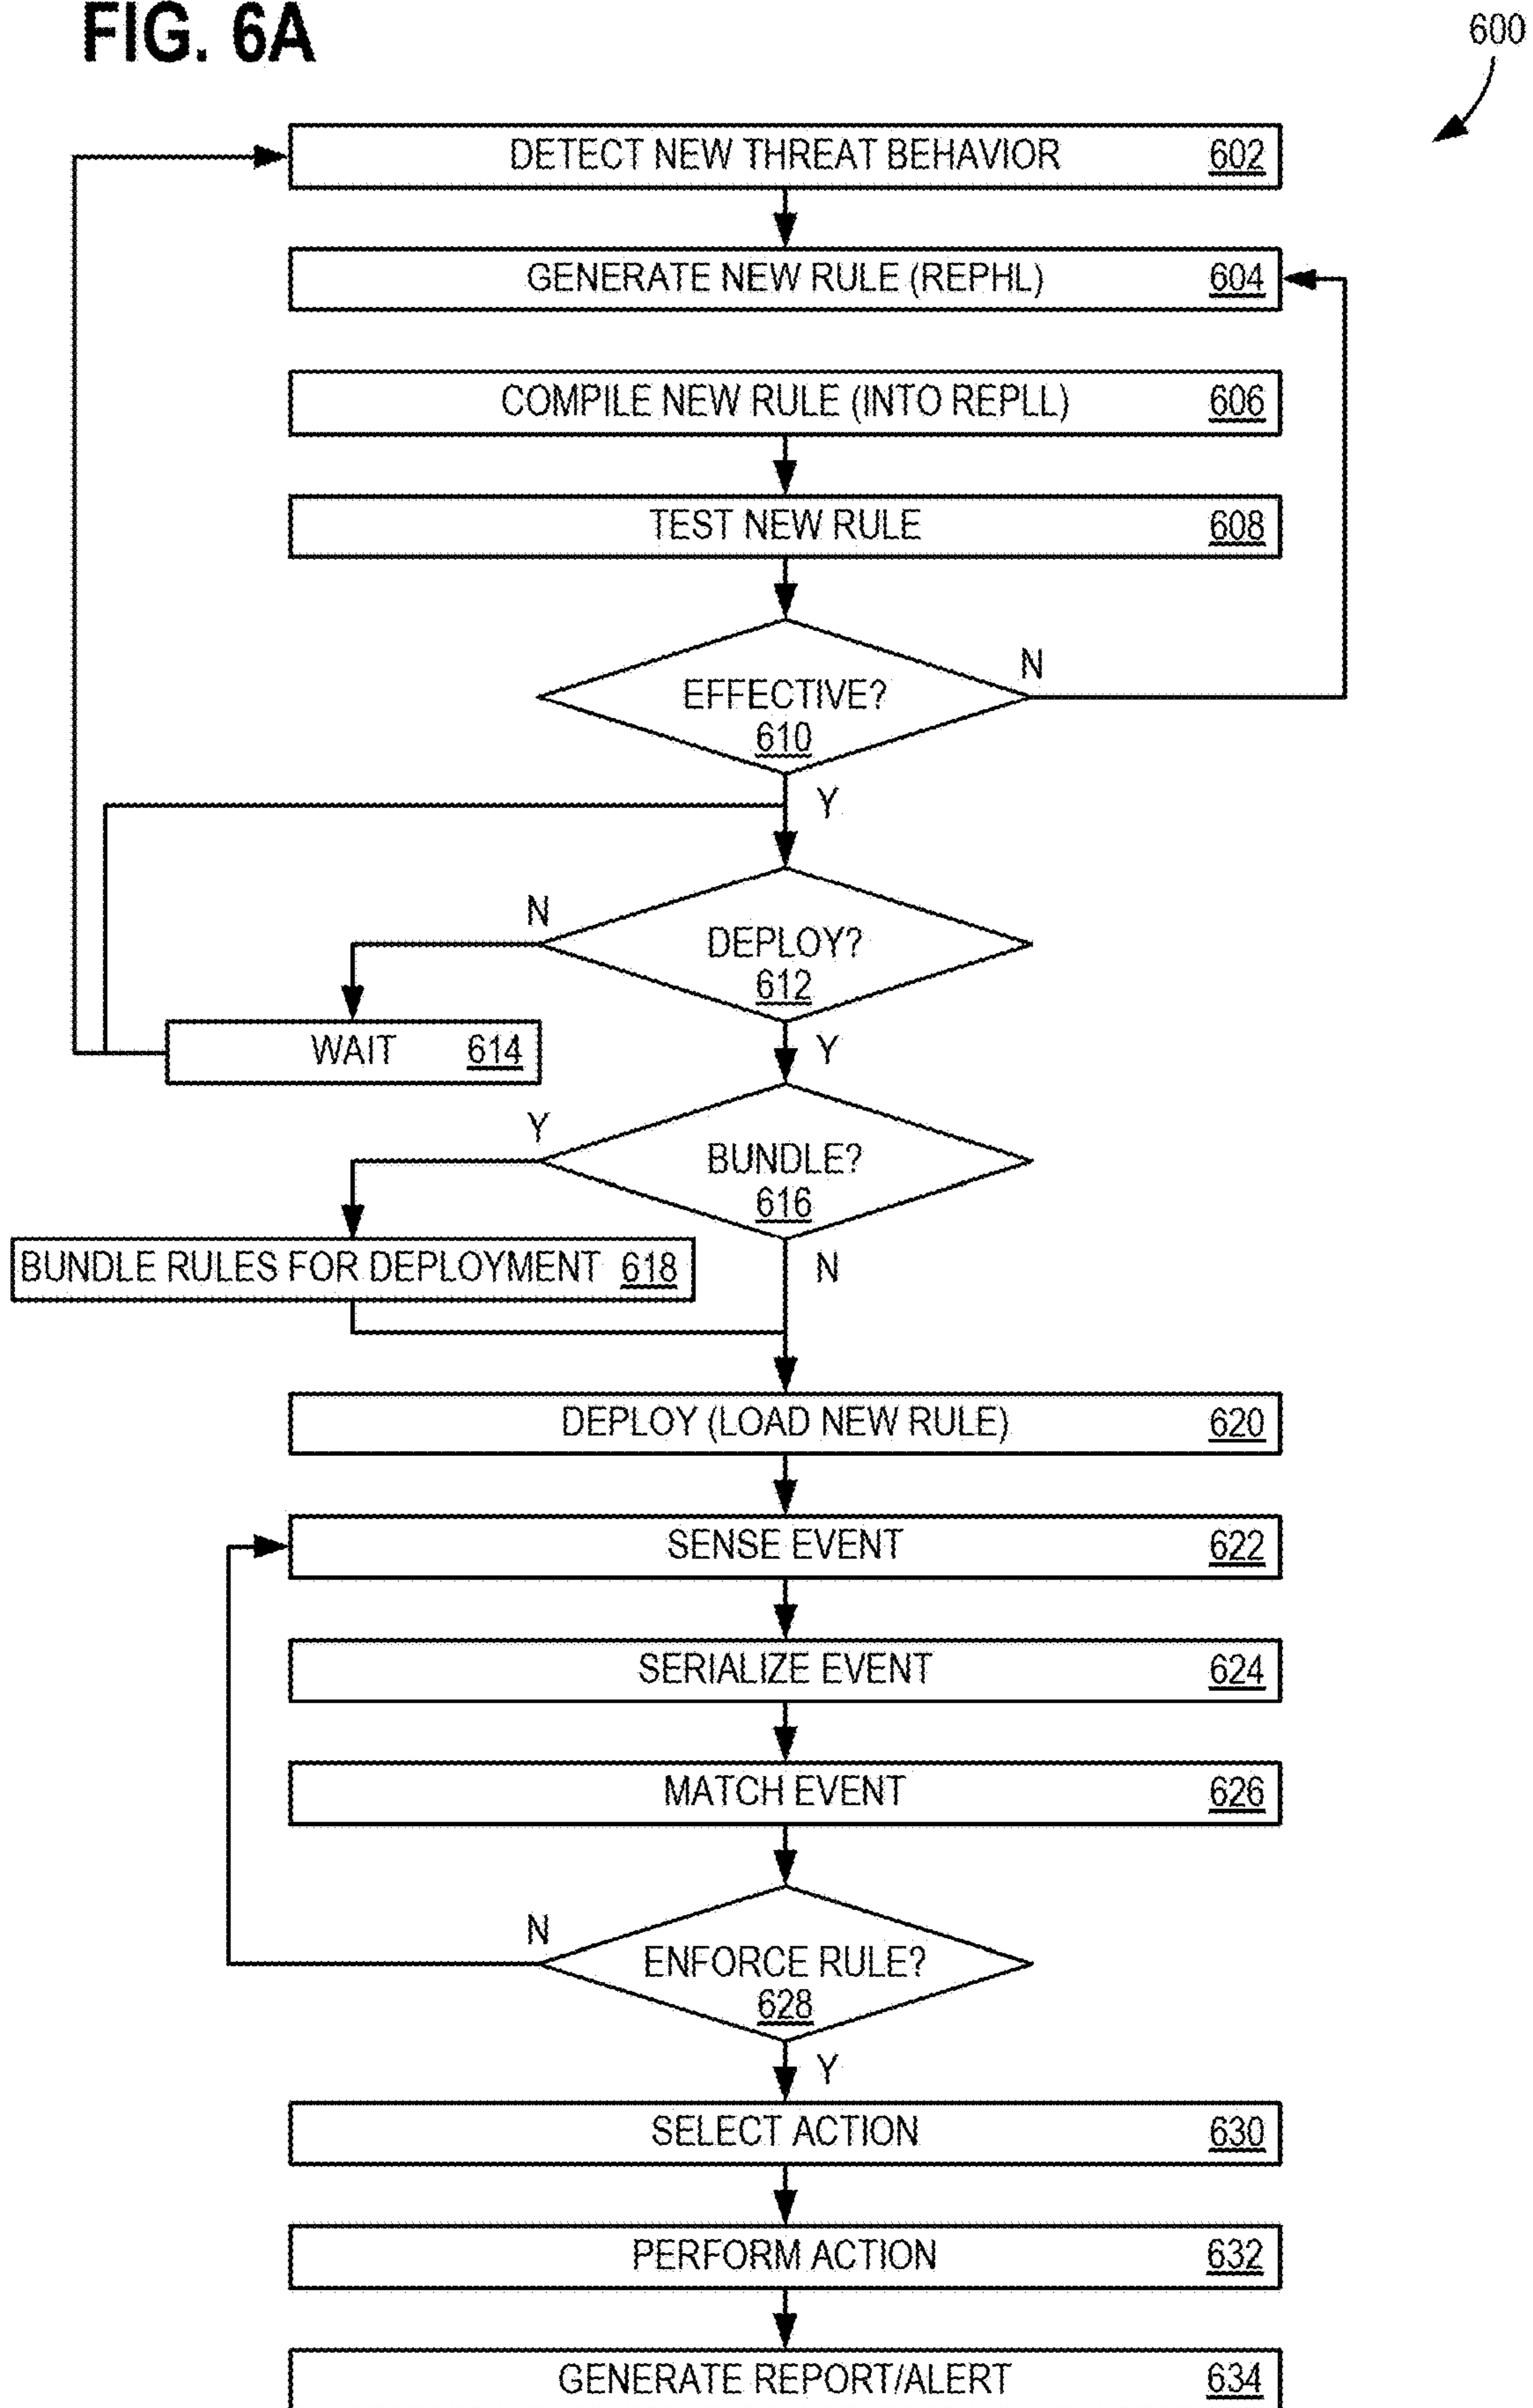 FIG. 6A
600
DETECT NEW THREAT BEHAVIOR 602
GENERATE NEW RULE (REPHL) 604
COMPILE NEW RULE (INTO REPLL) 606
TEST NEW RULE 608
N
EFFECTIVE?
610
Y
N
DEPLOY?
612
WAIT 614
Y
Y
BUNDLE?
616
BUNDLE RULES FOR DEPLOYMENT 618
N
DEPLOY (LOAD NEW RULE) 620
SENSE EVENT 622
SERIALIZE EVENT 624
MATCH EVENT 626
N
ENFORCE RULE?
628
Y
SELECT ACTION 630
PERFORM ACTION 632
GENERATE REPORT/ALERT 634